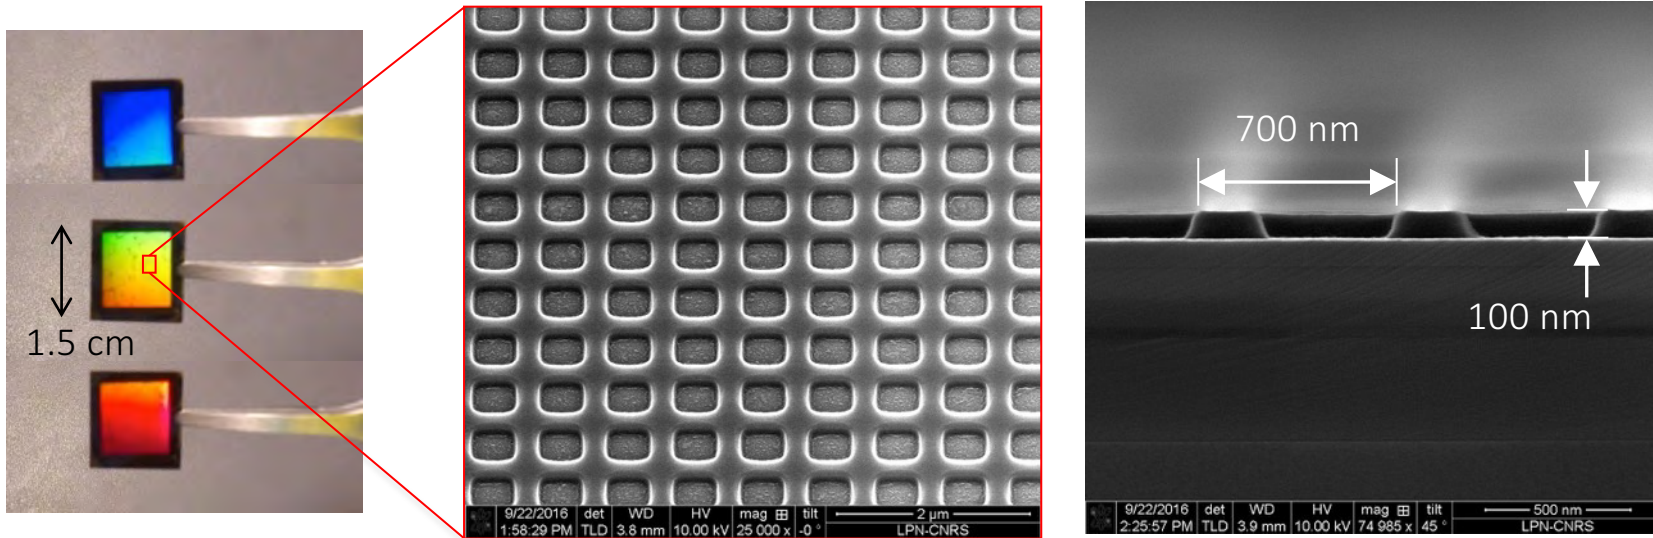 1.5 cm
9/22/2016 det WD HV mag ⊞ tilt 2 µm
1:58:29 PM TLD 3.8 mm 10.00 kV 25 000 x -0 ° LPN-CNRS
700 nm
100 nm
9/22/2016 det WD HV mag ⊞ tilt 500 nm
2:25:57 PM TLD 3.9 mm 10.00 kV 74 985 x 45 ° LPN-CNRS